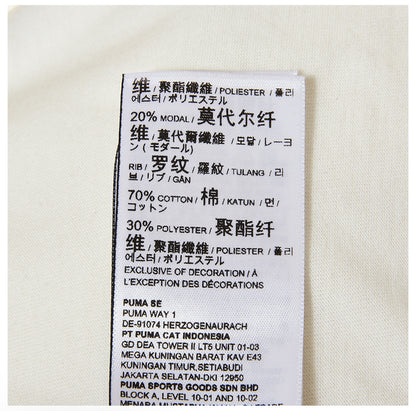 维 / 聚酯纖維 / POLIESTER / 폴리
에스터 / ポリエステル
20% MODAL / 莫代尔纤
维 / 莫代爾纖維 / 모달 / レーヨ
ン ( モダール )
RIB / 罗纹 / 羅紋 / TULANG / 리
브 / リブ / GÂN
70% COTTON / 棉 / KATUN / 면 /
コットン
30% POLYESTER / 聚酯纤
维 / 聚酯纖維 / POLIESTER / 폴리
에스터 / ポリエステル
EXCLUSIVE OF DECORATION / À
L'EXCEPTION DES DÉCORATIONS
PUMA SE
PUMA WAY 1
DE-91074 HERZOGENAURACH
PT PUMA CAT INDONESIA
GD DEA TOWER II LT5 UNIT 01-03
MEGA KUNINGAN BARAT KAV E43
KUNINGAN TIMUR,SETIABUDI
JAKARTA SELATAN-DKI 12950
PUMA SPORTS GOODS SDN BHD
BLOCK A, LEVEL 10-01 AND 10-02